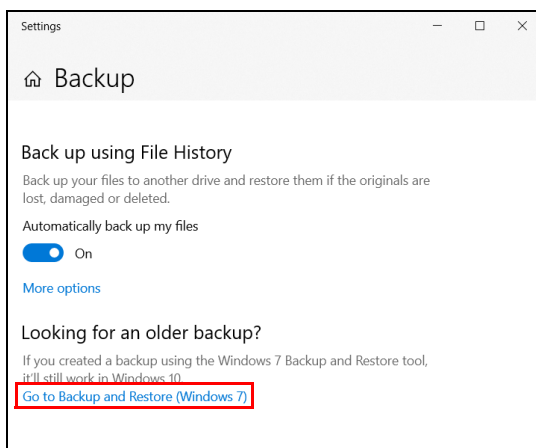 Settings
Backup
Back up using File History
Back up your files to another drive and restore them if the originals are
lost, damaged or deleted.
Automatically back up my files
On
More options
Looking for an older backup?
If you created a backup using the Windows 7 Backup and Restore tool,
it'll still work in Windows 10.
Go to Backup and Restore (Windows 7)